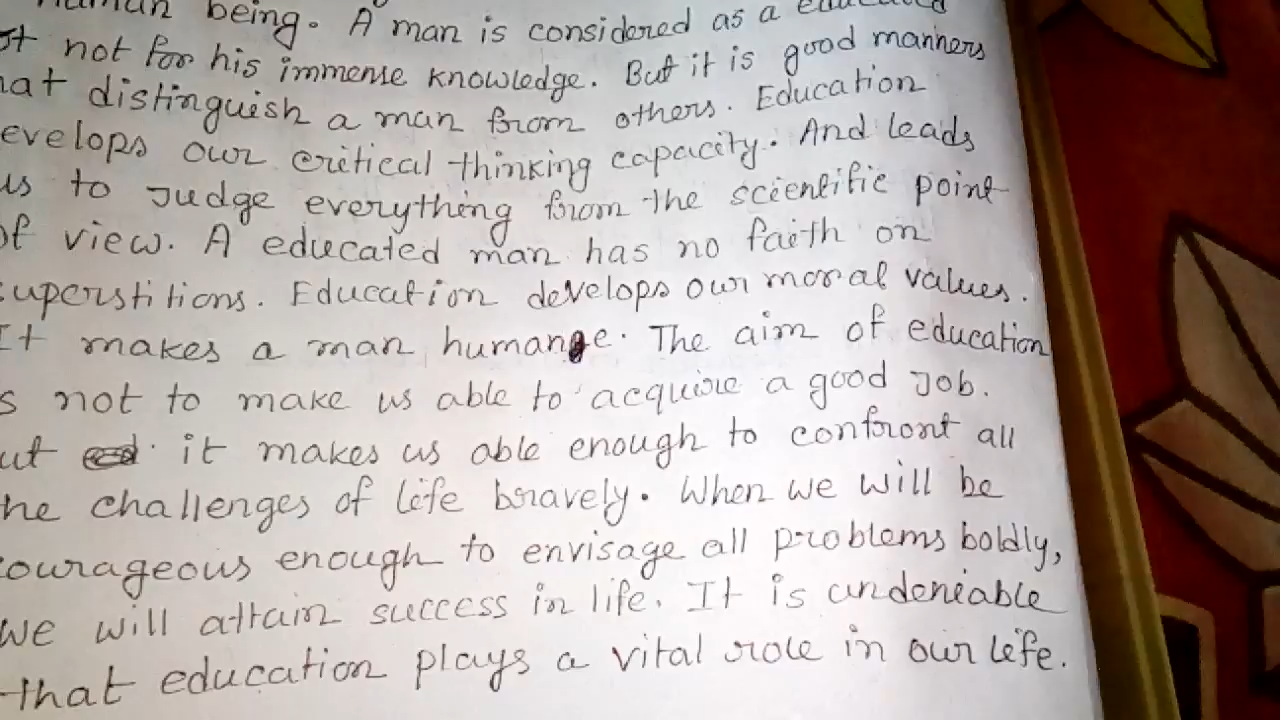 human being. A man is considered as a educated
not for his immense knowledge. But it is good manners
distinguish a man from others. Education
evelops our critical thinking capacity. And leads
us to Judge everything from the scientific point
of view. A educated man has no faith on
superstitions. Education develops our moral values.
It makes a man humane. The aim of education
s not to make us able to acquire a good Job.
ut it makes us able enough to confront all
he challenges of life bravely. When we will be
courageous enough to envisage all problems boldly,
we will attain success in life. It is undeniable
that education plays a vital role in our life.